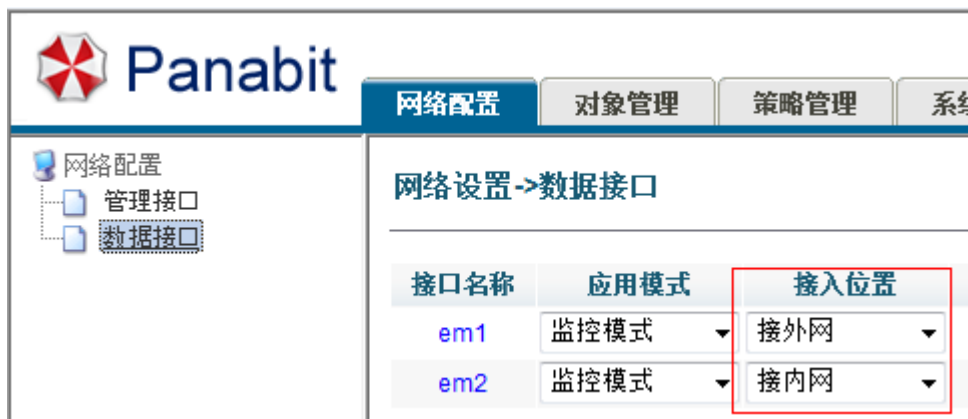 Panabit
网络配置 对象管理 策略管理 系
网络配置
管理接口
数据接口
网络设置->数据接口
接口名称 应用模式 接入位置
em1 监控模式 接外网
em2 监控模式 接内网